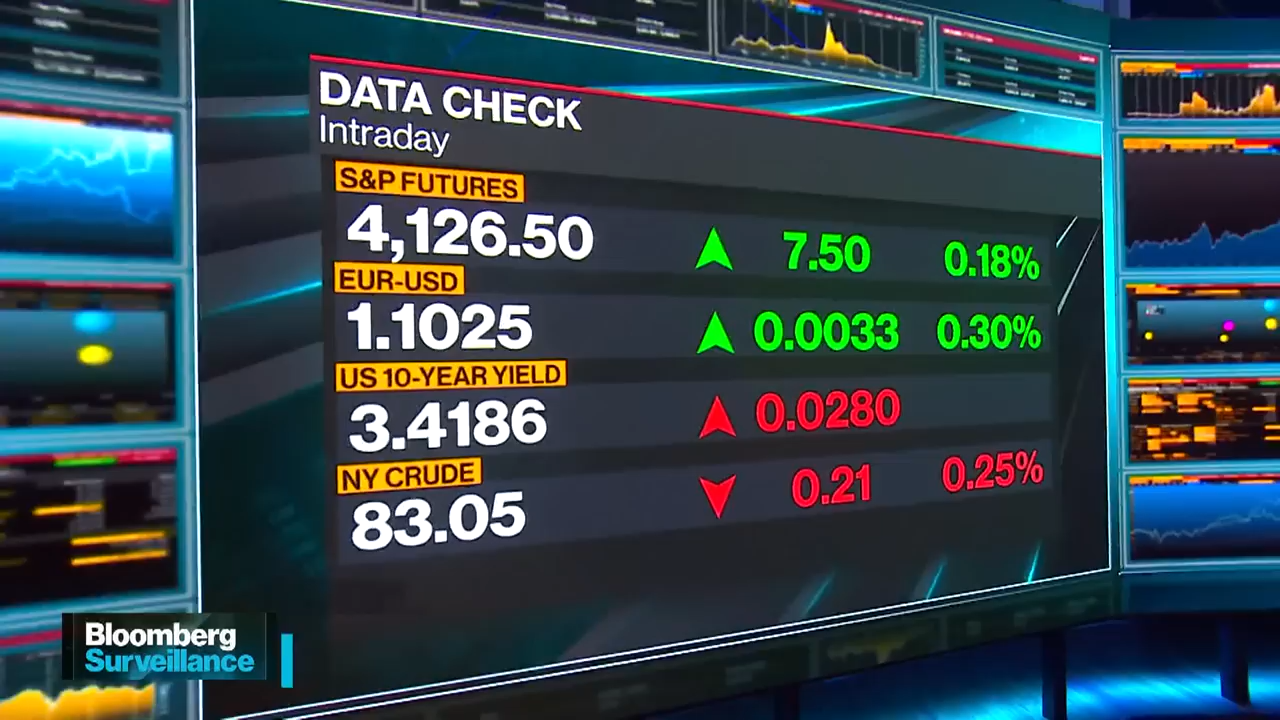 DATA CHECK
Intraday
S&P FUTURES
4,126.50 7.50 0.18%
EUR-USD
1.1025 0.0033 0.30%
US 10-YEAR YIELD
3.4186 0.0280
NY CRUDE
83.05 0.21 0.25%
Bloomberg
Surveillance